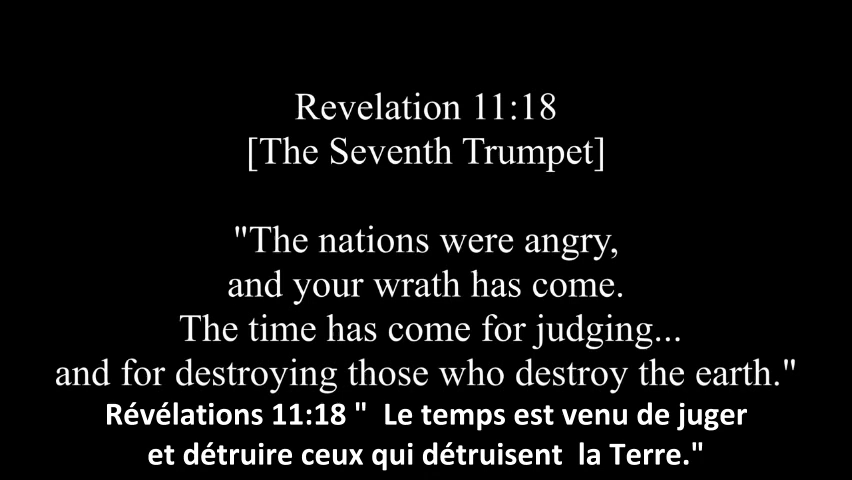 Revelation 11:18
[The Seventh Trumpet]
"The nations were angry,
and your wrath has come.
The time has come for judging...
and for destroying those who destroy the earth."
Révélations 11:18 "  Le temps est venu de juger
et détruire ceux qui détruisent  la Terre."